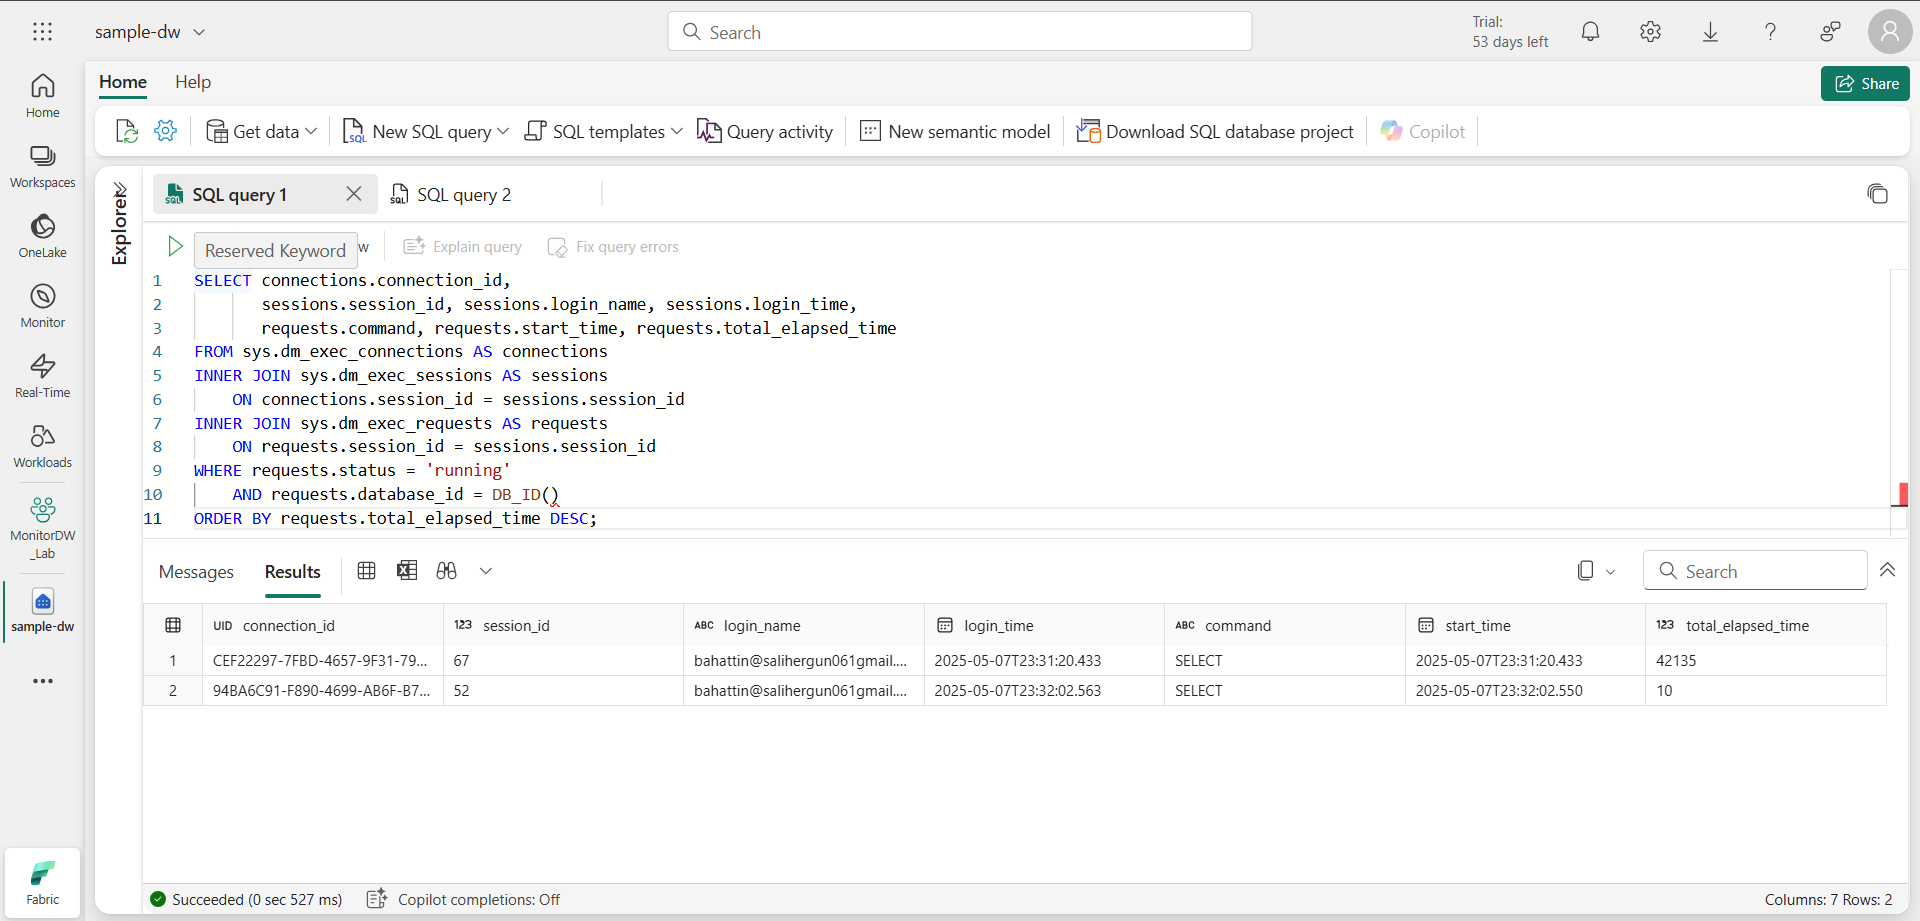 sample-dw
Search
Trial:
53 days left
Home
Help
Share
Home
Workspaces
OneLake
Monitor
Real-Time
Workloads
MonitorDW
_Lab
sample-dw
Fabric
Get data
New SQL query
SQL templates
Query activity
New semantic model
Download SQL database project
Copilot
Explorer
SQL query 1
SQL query 2
Reserved Keyword
w
Explain query
Fix query errors
1 SELECT connections.connection_id,
2 sessions.session_id, sessions.login_name, sessions.login_time,
3 requests.command, requests.start_time, requests.total_elapsed_time
4 FROM sys.dm_exec_connections AS connections
5 INNER JOIN sys.dm_exec_sessions AS sessions
6 ON connections.session_id = sessions.session_id
7 INNER JOIN sys.dm_exec_requests AS requests
8 ON requests.session_id = sessions.session_id
9 WHERE requests.status = 'running'
10 AND requests.database_id = DB_ID()
11 ORDER BY requests.total_elapsed_time DESC;
Messages
Results
Search
UID connection_id 123 session_id ABC login_name login_time ABC command start_time 123 total_elapsed_time
1 CEF22297-7FBD-4657-9F31-79... 67 bahattin@salihergun061gmail.... 2025-05-07T23:31:20.433 SELECT 2025-05-07T23:31:20.433 42135
2 94BA6C91-F890-4699-AB6F-B7... 52 bahattin@salihergun061gmail.... 2025-05-07T23:32:02.563 SELECT 2025-05-07T23:32:02.550 10
Succeeded (0 sec 527 ms)
Copilot completions: Off
Columns: 7 Rows: 2